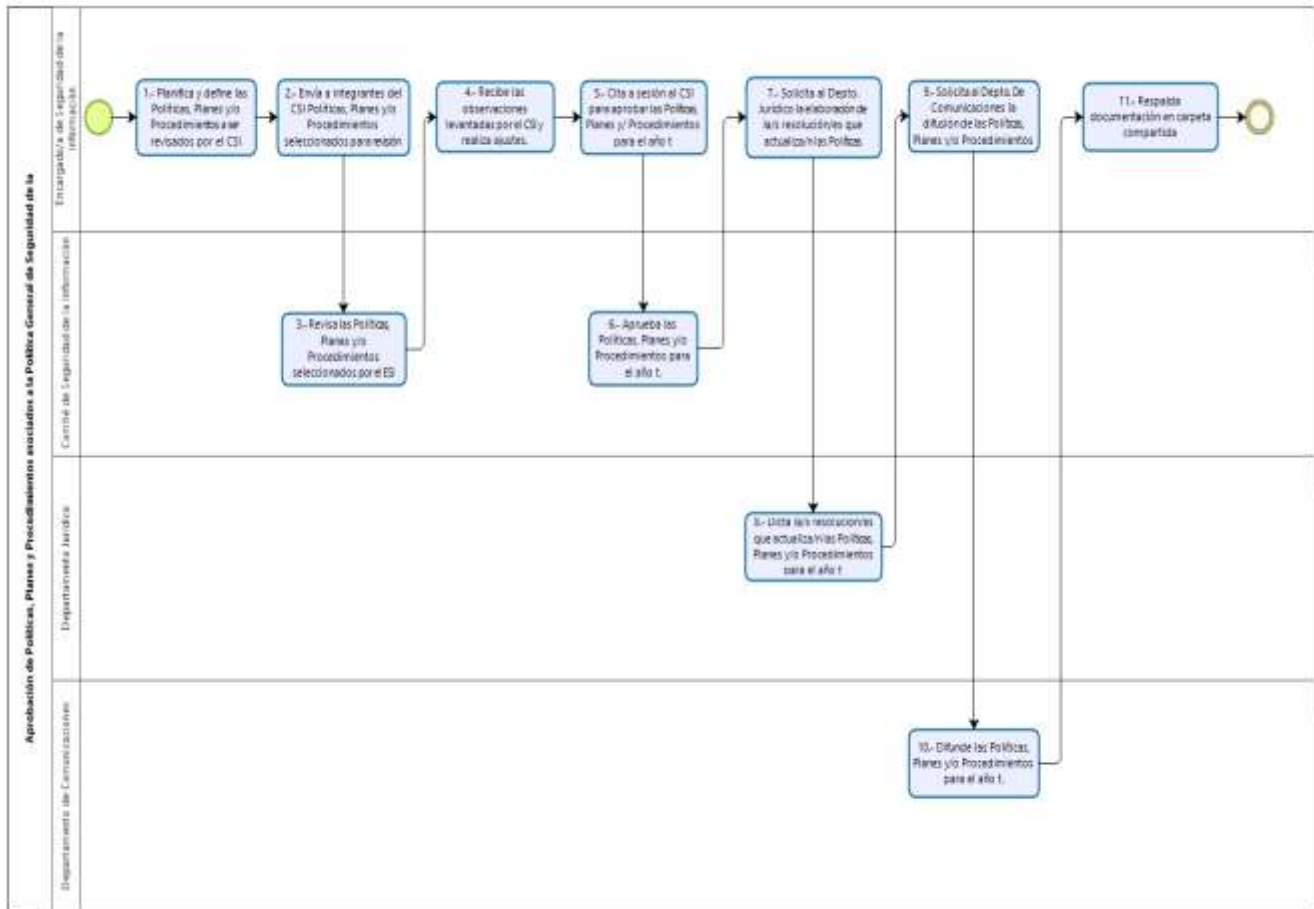 Aprobación de Políticas, Planes y Procedimientos asociados a la Política General de Seguridad de la
Encargado/a de Seguridad de la
Información
1.- Planifica y define las
Políticas, Planes y/o
Procedimientos a ser
revisados por el CSI
2.- Envía a integrantes del
CSI Políticas, Planes y/o
Procedimientos
seleccionados para revisión
4.- Recibe las
observaciones
levantadas por el CSI y
realiza ajustes.
5.- Cita a sesión al CSI
para aprobar las Políticas,
Planes y/ Procedimientos
para el año t
7.- Solicita al Depto.
Jurídico la elaboración de
la/s resolución/es que
actualiza/n las Políticas.
9.- Solicita al Depto. De
Comunicaciones la
difusión de las Políticas,
Planes y/o Procedimientos
11.- Respalda
documentación en carpeta
compartida
Comité de Seguridad de la Información
3.- Revisa las Políticas,
Planes y/o
Procedimientos
seleccionados por el ESI
6.- Aprueba las
Políticas, Planes y/o
Procedimientos para
el año t.
Departamento Jurídico
8.- Dicta la/s resolución/es
que actualiza/n las Políticas,
Planes y/o Procedimientos
para el año t
Departamento de Comunicaciones
10.- Difunde las Políticas,
Planes y/o Procedimientos
para el año t.